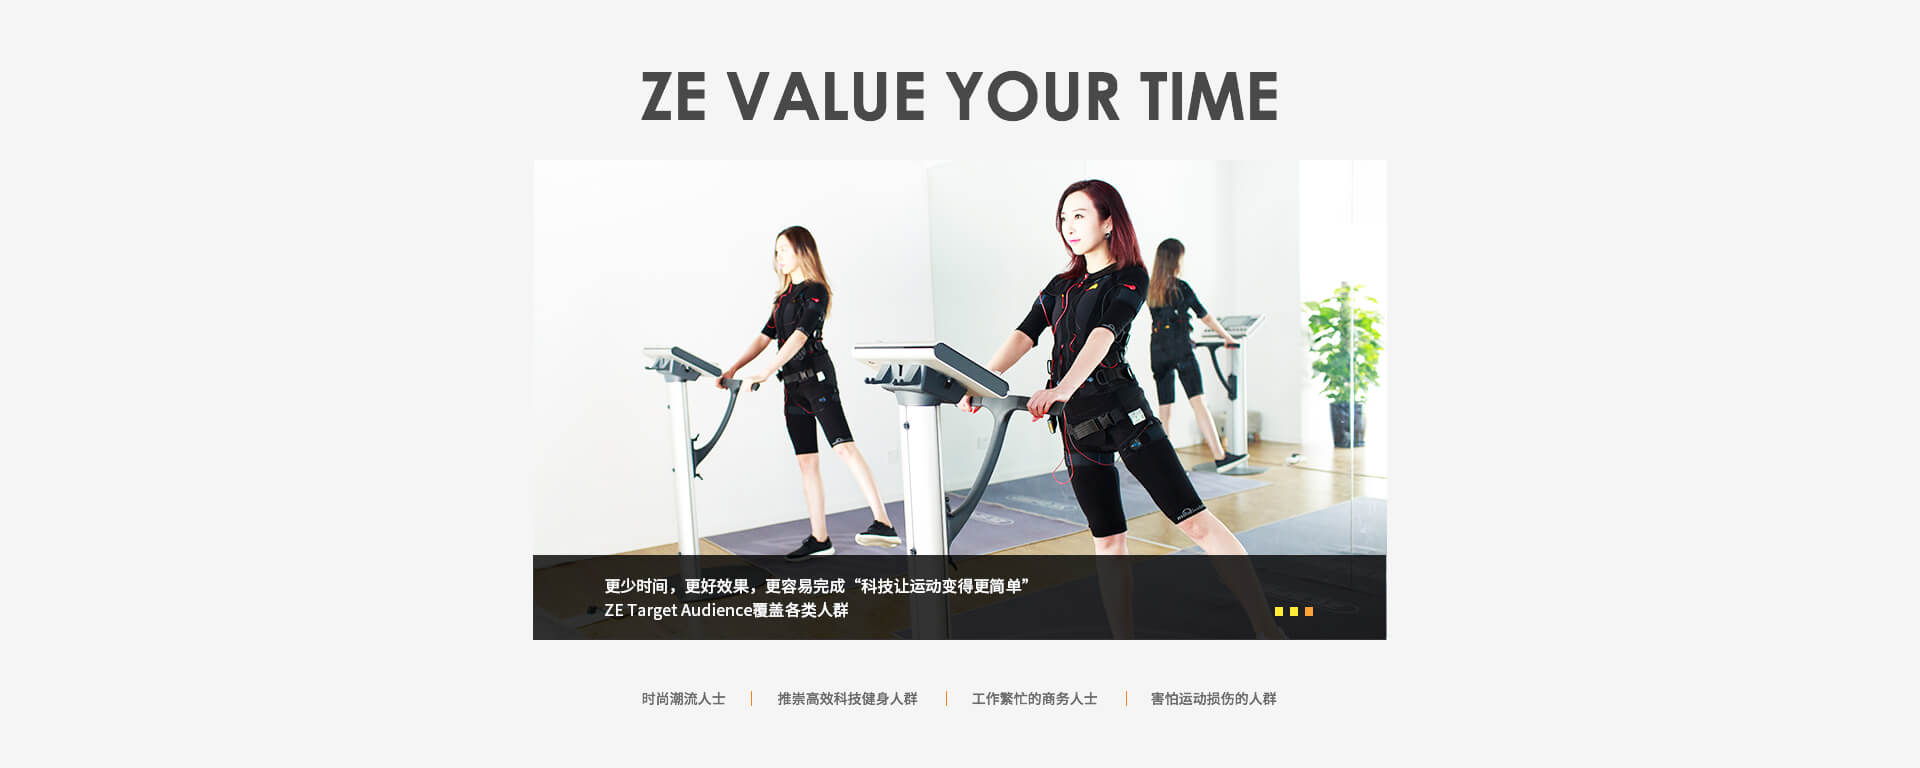 ZE VALUE YOUR TIME
更少时间，更好效果，更容易完成“科技让运动变得更简单”
ZE Target Audience覆盖各类人群
时尚潮流人士 | 推崇高效科技健身人群 | 工作繁忙的商务人士 | 害怕运动损伤的人群